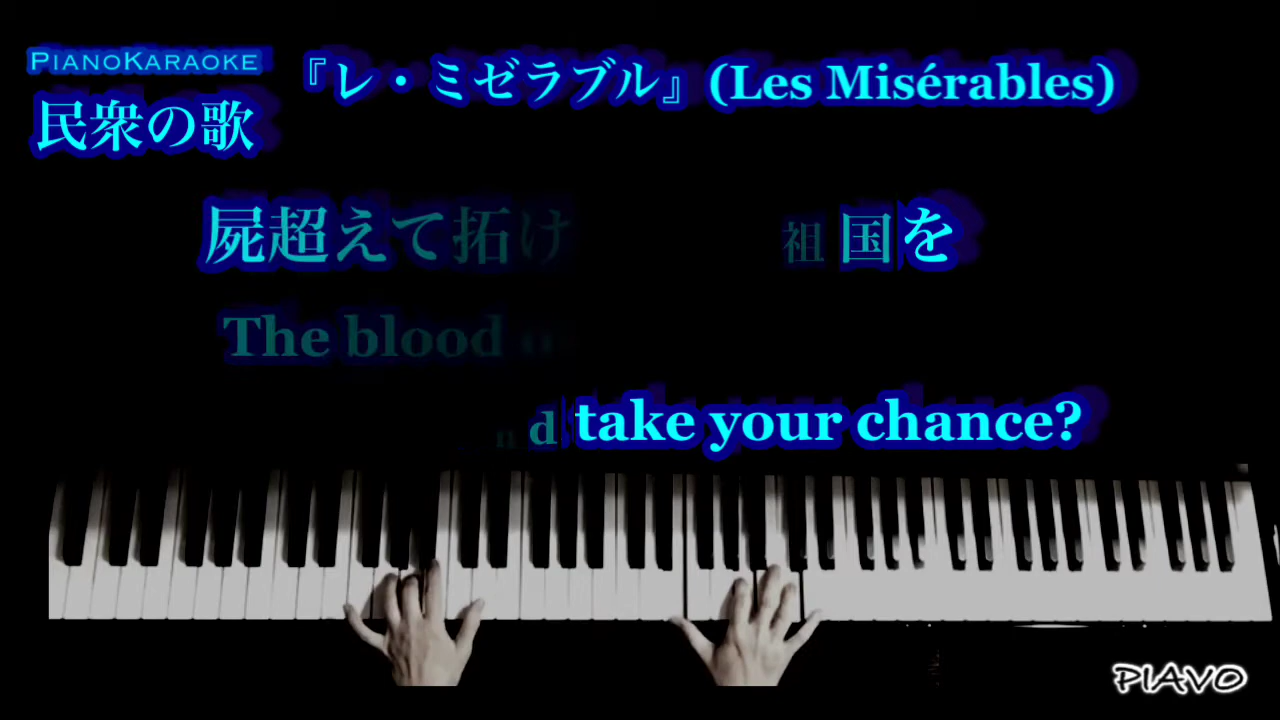 PIANOKARAOKE
『レ・ミゼラブル』(Les Misérables)
民衆の歌
屍超えて拓け 祖国を
The blood
nd take your chance?
PIAVO